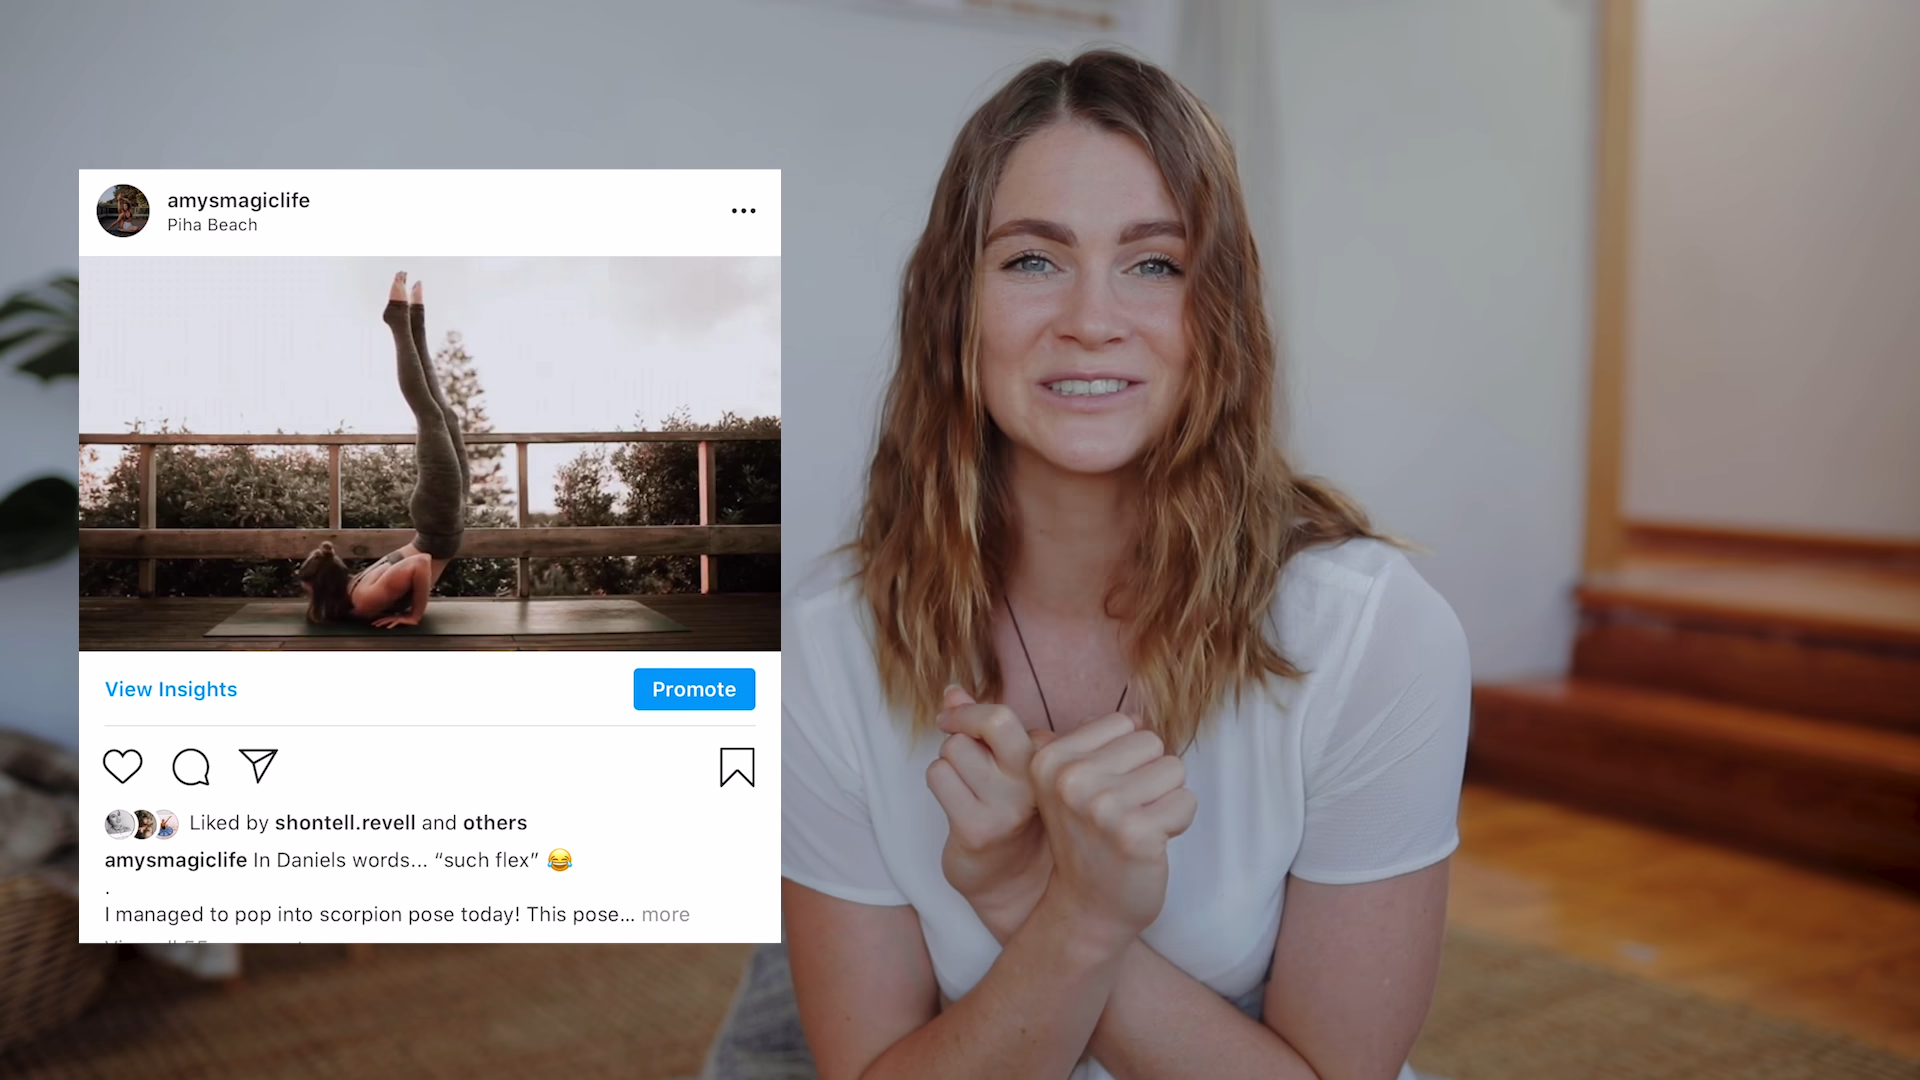 amysmagiclife
Piha Beach
View Insights
Promote
Liked by shontell.revell and others
amysmagiclife In Daniels words... “such flex” 😂
.
I managed to pop into scorpion pose today! This pose... more